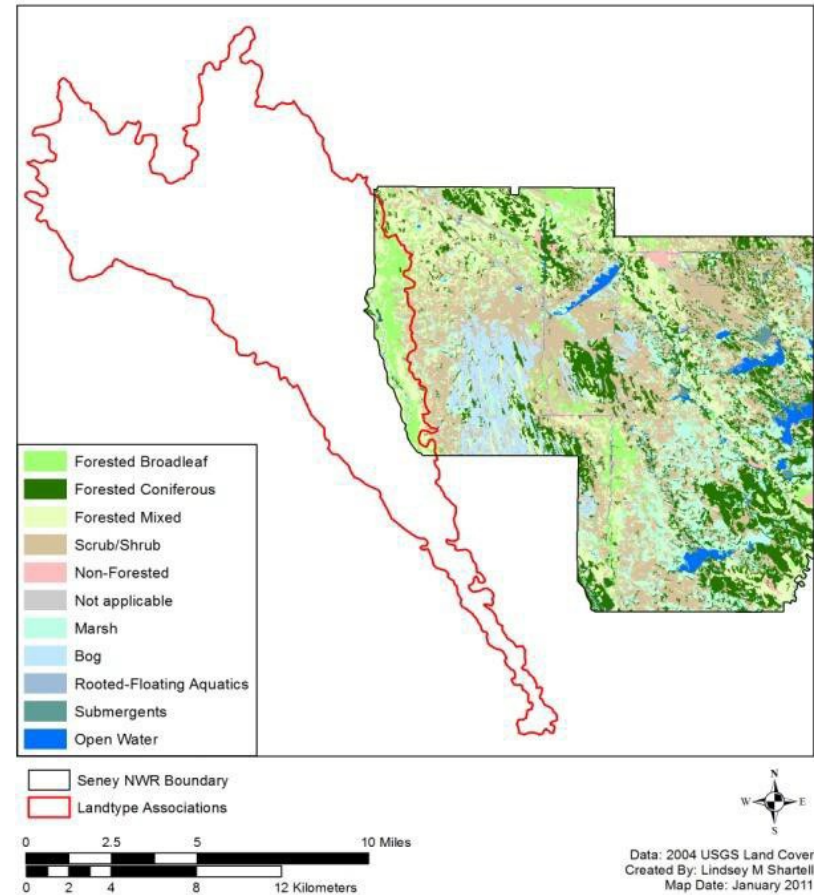 Forested Broadleaf
Forested Coniferous
Forested Mixed
Scrub/Shrub
Non-Forested
Not applicable
Marsh
Bog
Rooted-Floating Aquatics
Submergents
Open Water
Seney NWR Boundary
Landtype Associations
0 2.5 5 10 Miles
0 2 4 8 12 Kilometers
N
W E
S
Data: 2004 USGS Land Cover
Created By: Lindsey M Shartell
Map Date: January 2011